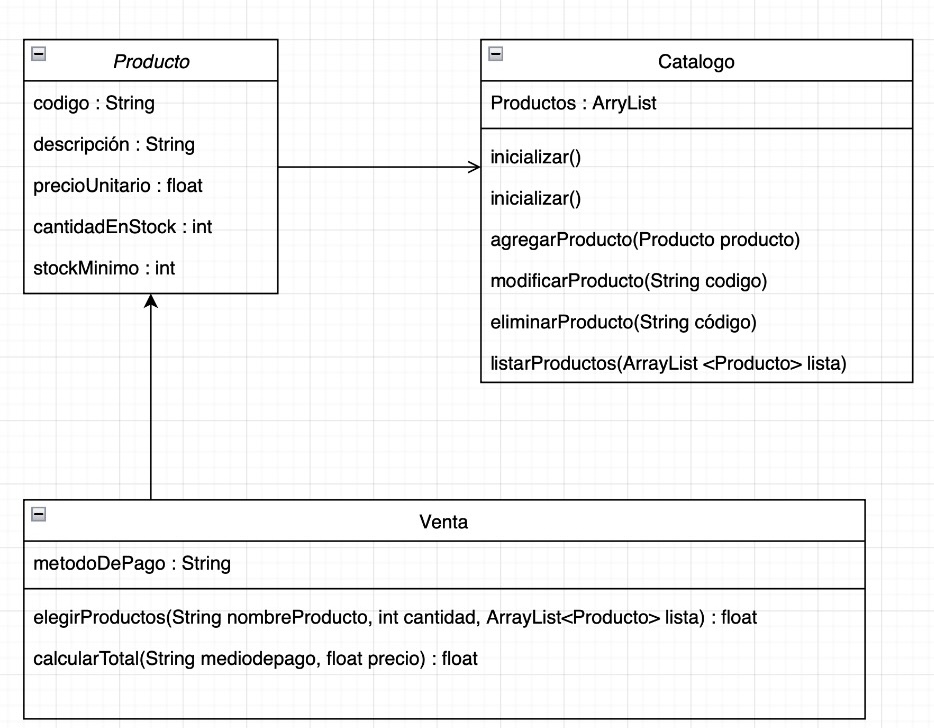 Producto
codigo : String
descripción : String
precioUnitario : float
cantidadEnStock : int
stockMinimo : int
Catalogo
Productos : ArryList
inicializar()
inicializar()
agregarProducto(Producto producto)
modificarProducto(String codigo)
eliminarProducto(String código)
listarProductos(ArrayList <Producto> lista)
Venta
metodoDePago : String
elegirProductos(String nombreProducto, int cantidad, ArrayList<Producto> lista) : float
calcularTotal(String mediodepago, float precio) : float